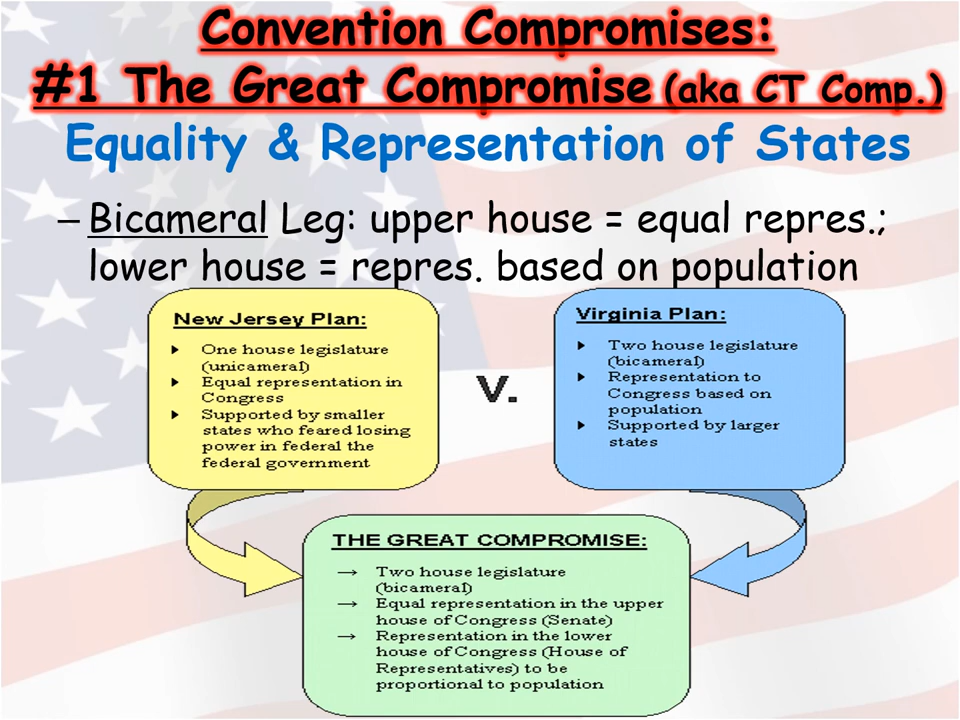 Convention Compromises:
#1 The Great Compromise (aka CT Comp.)
Equality & Representation of States
– Bicameral Leg: upper house = equal repres.;
lower house = repres. based on population
New Jersey Plan:
One house legislature
(unicameral)
Equal representation in
Congress
Supported by smaller
states who feared losing
power in federal the
federal government
v.
Virginia Plan:
Two house legislature
(bicameral)
Representation to
Congress based on
population
Supported by larger
states
THE GREAT COMPROMISE:
→ Two house legislature
(bicameral)
→ Equal representation in the upper
house of Congress (Senate)
→ Representation in the lower
house of Congress (House of
Representatives) to be
proportional to population